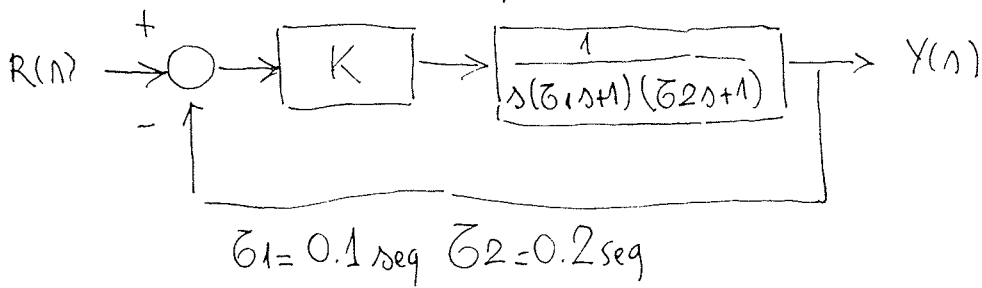 +
R(s) K 1 Y(s)
s(τ1s+1)(τ2s+1)
-
τ1= 0.1 seg τ2=0.2 seg